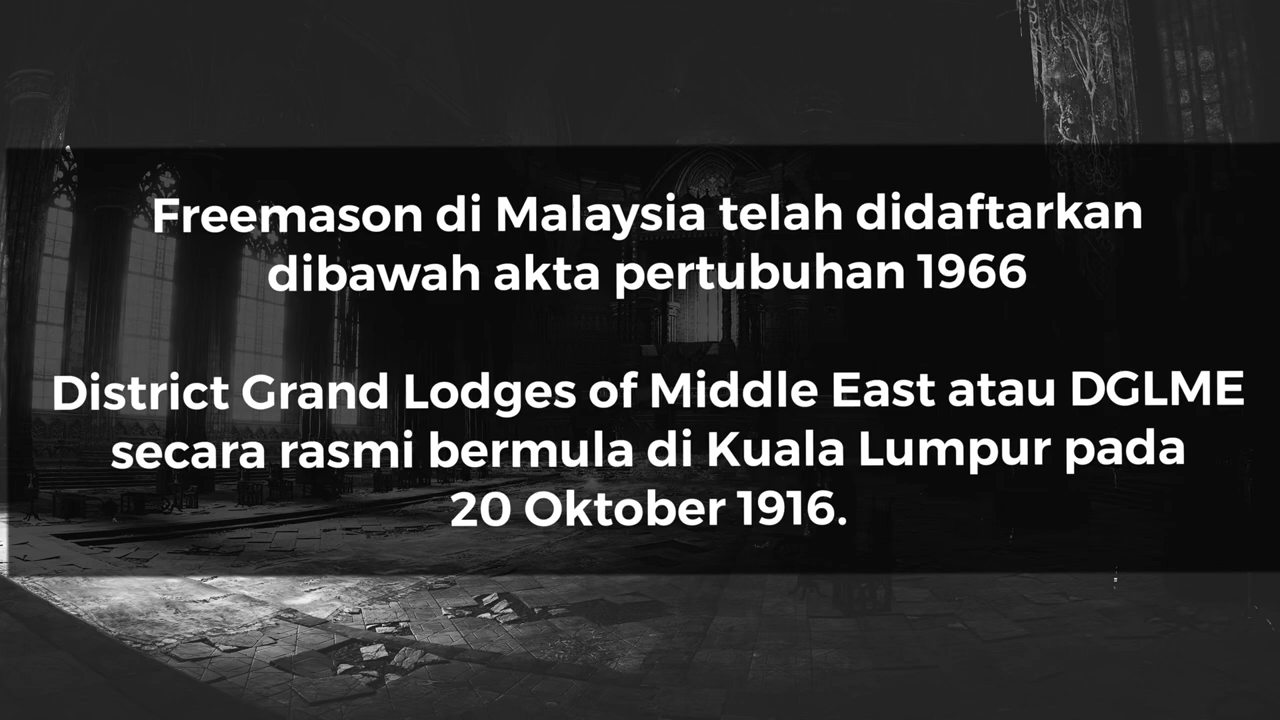 Freemason di Malaysia telah didaftarkan
dibawah akta pertubuhan 1966
District Grand Lodges of Middle East atau DGLME
secara rasmi bermula di Kuala Lumpur pada
20 Oktober 1916.